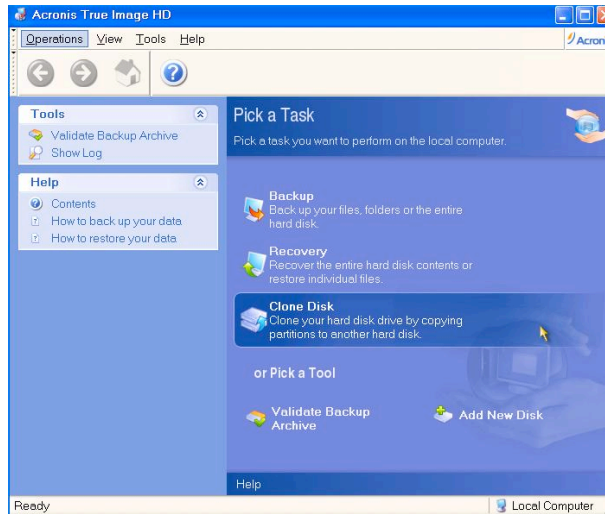 Acronis True Image HD
Operations View Tools Help
Acron
Tools
Validate Backup Archive
Show Log
Help
Contents
How to back up your data
How to restore your data
Pick a Task
Pick a task you want to perform on the local computer.
Backup
Back up your files, folders or the entire
hard disk.
Recovery
Recover the entire hard disk contents or
restore individual files.
Clone Disk
Clone your hard disk drive by copying
partitions to another hard disk.
or Pick a Tool
Validate Backup
Archive
Add New Disk
Help
Ready
Local Computer